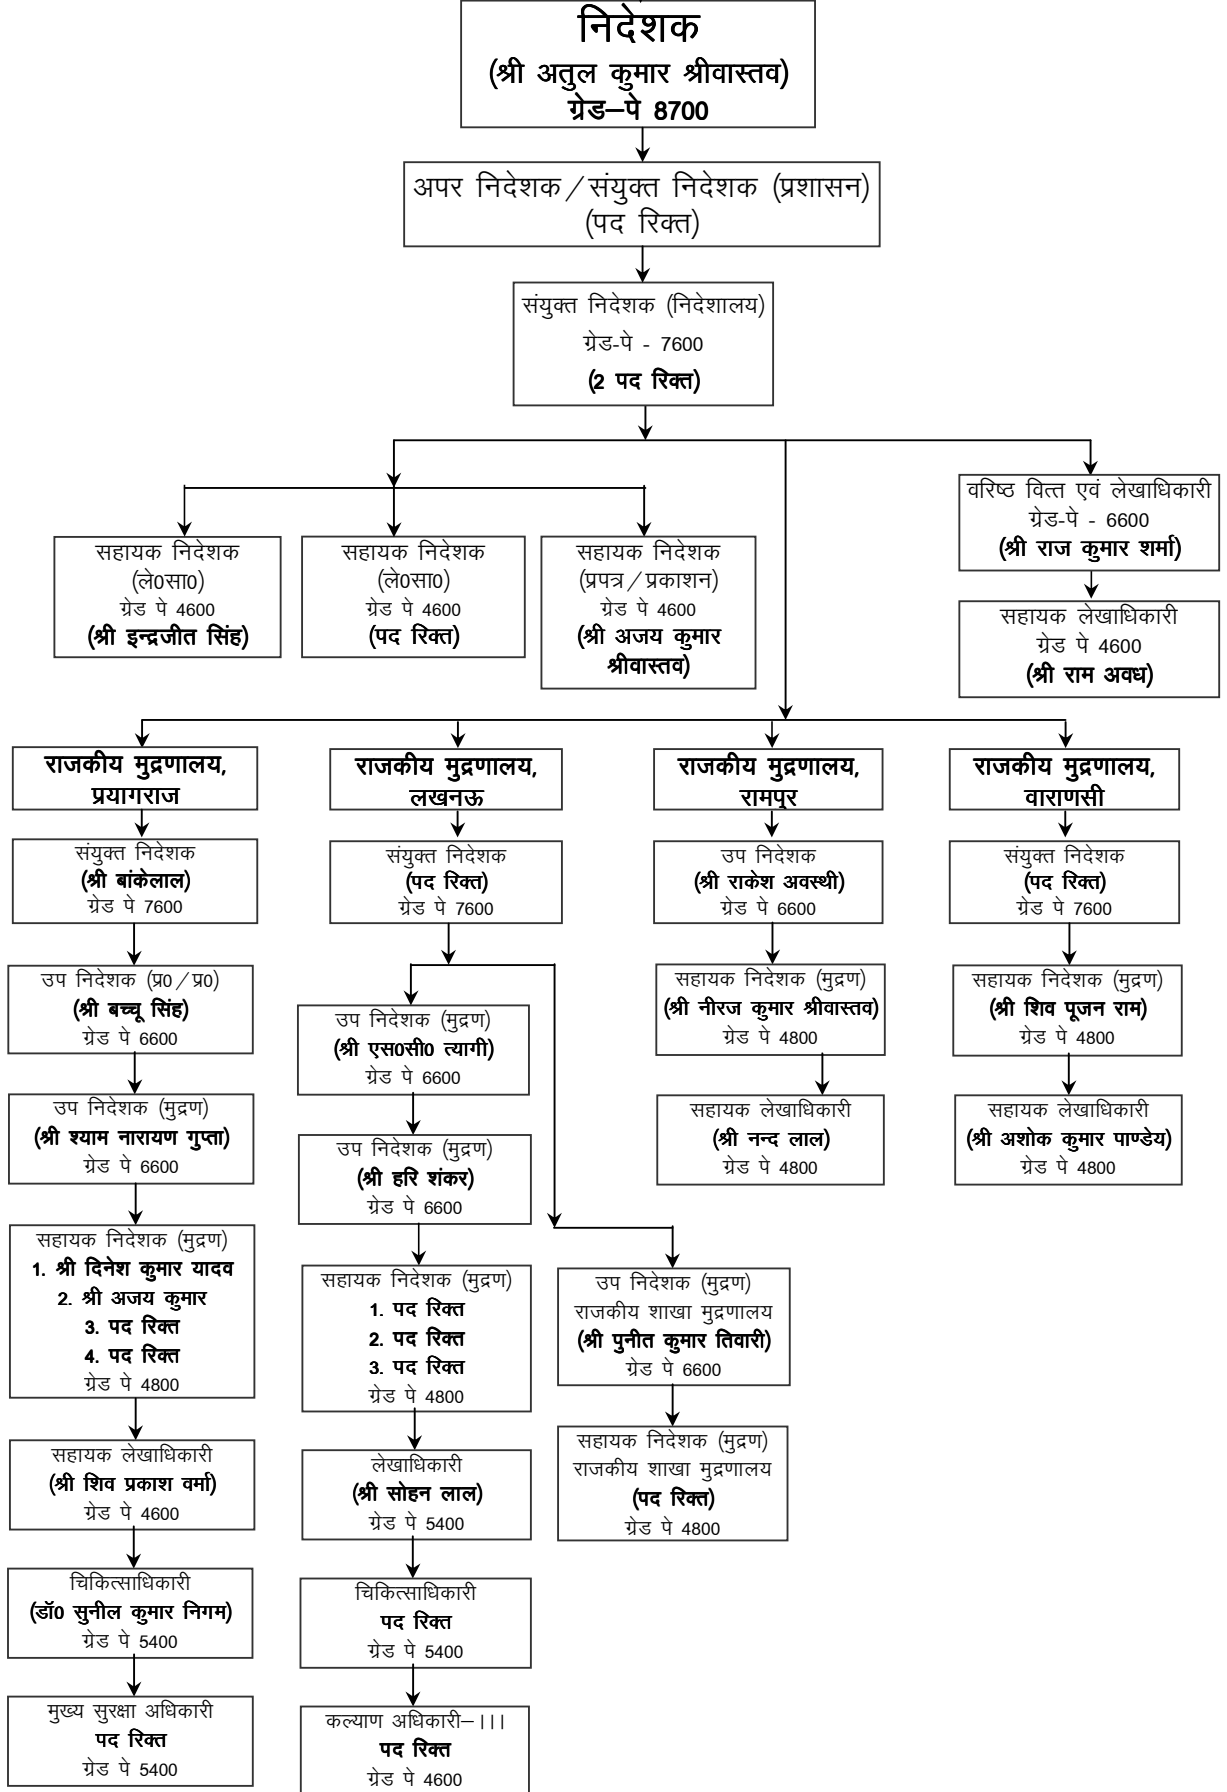 निदेशक
(श्री अतुल कुमार श्रीवास्तव)
ग्रेड–पे 8700
अपर निदेशक/संयुक्त निदेशक (प्रशासन)
(पद रिक्त)
संयुक्त निदेशक (निदेशालय)
ग्रेड-पे - 7600
(2 पद रिक्त)
वरिष्ठ वित्त एवं लेखाधिकारी
ग्रेड-पे - 6600
(श्री राज कुमार शर्मा)
सहायक लेखाधिकारी
ग्रेड पे 4600
(श्री राम अवध)
सहायक निदेशक
(ले0सा0)
ग्रेड पे 4600
(श्री इन्द्रजीत सिंह)
सहायक निदेशक
(ले0सा0)
ग्रेड पे 4600
(पद रिक्त)
सहायक निदेशक
(प्रपत्र/प्रकाशन)
ग्रेड पे 4600
(श्री अजय कुमार
श्रीवास्तव)
राजकीय मुद्रणालय,
प्रयागराज
संयुक्त निदेशक
(श्री बांकेलाल)
ग्रेड पे 7600
उप निदेशक (प्र0/प्र0)
(श्री बच्चू सिंह)
ग्रेड पे 6600
उप निदेशक (मुद्रण)
(श्री श्याम नारायण गुप्ता)
ग्रेड पे 6600
सहायक निदेशक (मुद्रण)
1. श्री दिनेश कुमार यादव
2. श्री अजय कुमार
3. पद रिक्त
4. पद रिक्त
ग्रेड पे 4800
सहायक लेखाधिकारी
(श्री शिव प्रकाश वर्मा)
ग्रेड पे 4600
चिकित्साधिकारी
(डॉ0 सुनील कुमार निगम)
ग्रेड पे 5400
मुख्य सुरक्षा अधिकारी
पद रिक्त
ग्रेड पे 5400
राजकीय मुद्रणालय,
लखनऊ
संयुक्त निदेशक
(पद रिक्त)
ग्रेड पे 7600
उप निदेशक (मुद्रण)
(श्री एस0सी0 त्यागी)
ग्रेड पे 6600
उप निदेशक (मुद्रण)
(श्री हरि शंकर)
ग्रेड पे 6600
सहायक निदेशक (मुद्रण)
1. पद रिक्त
2. पद रिक्त
3. पद रिक्त
ग्रेड पे 4800
लेखाधिकारी
(श्री सोहन लाल)
ग्रेड पे 5400
चिकित्साधिकारी
पद रिक्त
ग्रेड पे 5400
कल्याण अधिकारी–।।।
पद रिक्त
ग्रेड पे 4600
उप निदेशक (मुद्रण)
राजकीय शाखा मुद्रणालय
(श्री पुनीत कुमार तिवारी)
ग्रेड पे 6600
सहायक निदेशक (मुद्रण)
राजकीय शाखा मुद्रणालय
(पद रिक्त)
ग्रेड पे 4800
राजकीय मुद्रणालय,
रामपुर
उप निदेशक
(श्री राकेश अवस्थी)
ग्रेड पे 6600
सहायक निदेशक (मुद्रण)
(श्री नीरज कुमार श्रीवास्तव)
ग्रेड पे 4800
सहायक लेखाधिकारी
(श्री नन्द लाल)
ग्रेड पे 4800
राजकीय मुद्रणालय,
वाराणसी
संयुक्त निदेशक
(पद रिक्त)
ग्रेड पे 7600
सहायक निदेशक (मुद्रण)
(श्री शिव पूजन राम)
ग्रेड पे 4800
सहायक लेखाधिकारी
(श्री अशोक कुमार पाण्डेय)
ग्रेड पे 4800